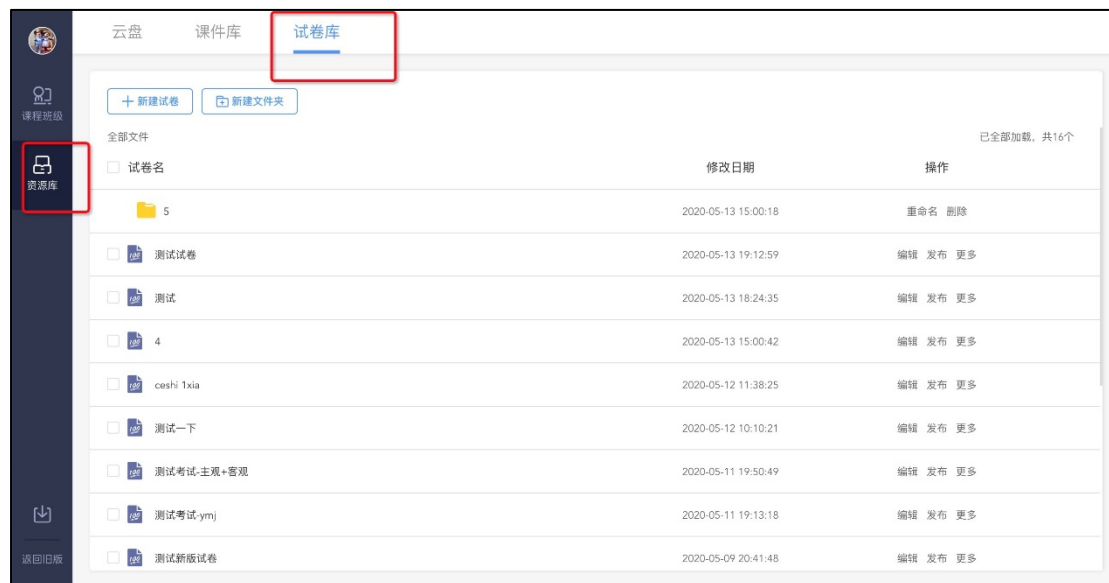 云盘 课件库 试卷库
课程班级
资源库
返回旧版
新建试卷 新建文件夹
全部文件 已全部加载，共16个
试卷名 修改日期 操作
5 2020-05-13 15:00:18 重命名 删除
测试试卷 2020-05-13 19:12:59 编辑 发布 更多
测试 2020-05-13 18:24:35 编辑 发布 更多
4 2020-05-13 15:00:42 编辑 发布 更多
ceshi 1xia 2020-05-12 11:38:25 编辑 发布 更多
测试一下 2020-05-12 10:10:21 编辑 发布 更多
测试考试-主观+客观 2020-05-11 19:50:49 编辑 发布 更多
测试考试-ymj 2020-05-11 19:13:18 编辑 发布 更多
测试新版试卷 2020-05-09 20:41:48 编辑 发布 更多